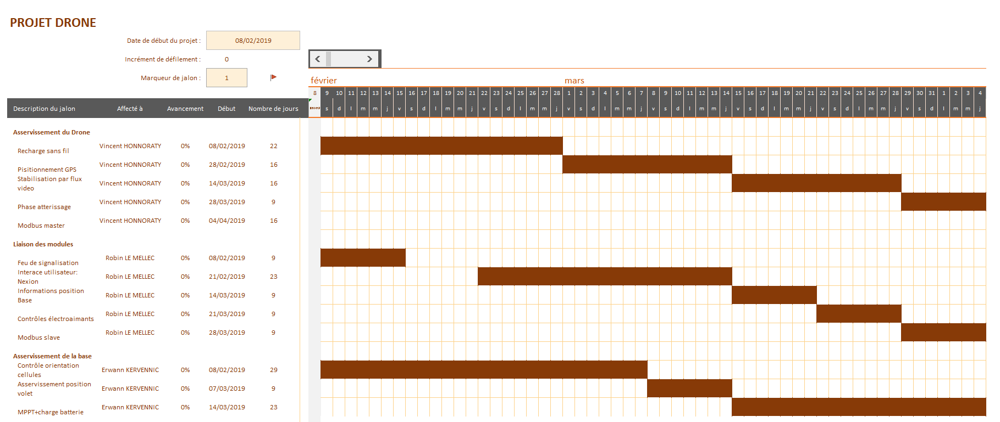 PROJET DRONE
Date de début du projet : 08/02/2019
Incrément de défilement : 0
Marqueur de jalon : 1
février mars
8 9 10 11 12 13 14 15 16 17 18 19 20 21 22 23 24 25 26 27 28 1 2 3 4 5 6 7 8 9 10 11 12 13 14 15 16 17 18 19 20 21 22 23 24 25 26 27 28 29 30 31 1 2 3 4
Description du jalon Affecté à Avancement Début Nombre de jours s d l m m j v s d l m m j v s d l m m j v s d l m m j v s d l m m j v s d l m m j v s d l m m j v s d l m m j
Asservissement du Drone
Recharge sans fil Vincent HONNORATY 0% 08/02/2019 22
Pisitionnement GPS Vincent HONNORATY 0% 28/02/2019 16
Stabilisation par flux
video Vincent HONNORATY 0% 14/03/2019 16
Phase atterissage Vincent HONNORATY 0% 28/03/2019 9
Modbus master Vincent HONNORATY 0% 04/04/2019 16
Liaison des modules
Feu de signalisation Robin LE MELLEC 0% 08/02/2019 9
Interace utilisateur:
Nexion Robin LE MELLEC 0% 21/02/2019 23
Informations position
Base Robin LE MELLEC 0% 14/03/2019 9
Contrôles électroaimants Robin LE MELLEC 0% 21/03/2019 9
Modbus slave Robin LE MELLEC 0% 28/03/2019 9
Asservissement de la base
Contrôle orientation
cellules Erwann KERVENNIC 0% 08/02/2019 29
Asservissement position
volet Erwann KERVENNIC 0% 07/03/2019 9
MPPT+charge batterie Erwann KERVENNIC 0% 14/03/2019 23